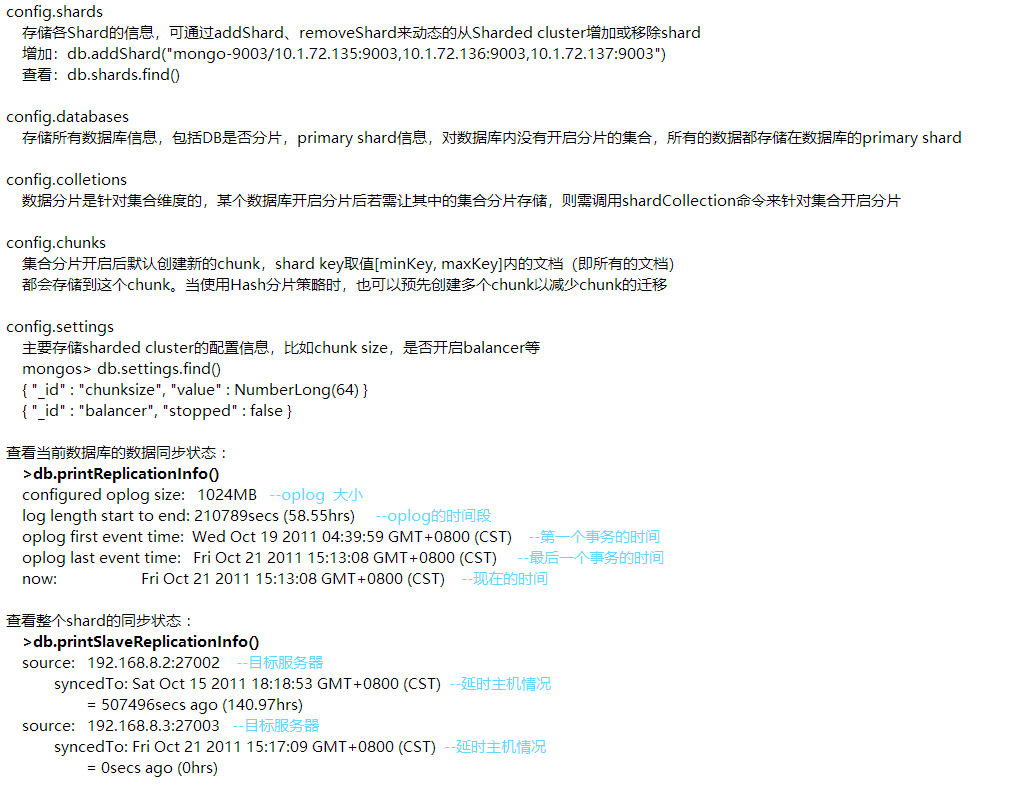 config.shards
存储各Shard的信息，可通过addShard、removeShard来动态的从Sharded cluster增加或移除shard
增加：db.addShard("mongo-9003/10.1.72.135:9003,10.1.72.136:9003,10.1.72.137:9003")
查看：db.shards.find()
config.databases
存储所有数据库信息，包括DB是否分片，primary shard信息，对数据库内没有开启分片的集合，所有的数据都存储在数据库的primary shard
config.colletions
数据分片是针对集合维度的，某个数据库开启分片后若需让其中的集合分片存储，则需调用shardCollection命令来针对集合开启分片
config.chunks
集合分片开启后默认创建新的chunk，shard key取值[minKey, maxKey]内的文档（即所有的文档）
都会存储到这个chunk。当使用Hash分片策略时，也可以预先创建多个chunk以减少chunk的迁移
config.settings
主要存储sharded cluster的配置信息，比如chunk size，是否开启balancer等
mongos> db.settings.find()
{ "_id" : "chunksize", "value" : NumberLong(64) }
{ "_id" : "balancer", "stopped" : false }
查看当前数据库的数据同步状态：
>db.printReplicationInfo()
configured oplog size: 1024MB --oplog 大小
log length start to end: 210789secs (58.55hrs) --oplog的时间段
oplog first event time: Wed Oct 19 2011 04:39:59 GMT+0800 (CST) --第一个事务的时间
oplog last event time: Fri Oct 21 2011 15:13:08 GMT+0800 (CST) --最后一个事务的时间
now: Fri Oct 21 2011 15:13:08 GMT+0800 (CST) --现在的时间
查看整个shard的同步状态：
>db.printSlaveReplicationInfo()
source: 192.168.8.2:27002 --目标服务器
syncedTo: Sat Oct 15 2011 18:18:53 GMT+0800 (CST) --延时主机情况
= 507496secs ago (140.97hrs)
source: 192.168.8.3:27003 --目标服务器
syncedTo: Fri Oct 21 2011 15:17:09 GMT+0800 (CST) --延时主机情况
= 0secs ago (0hrs)